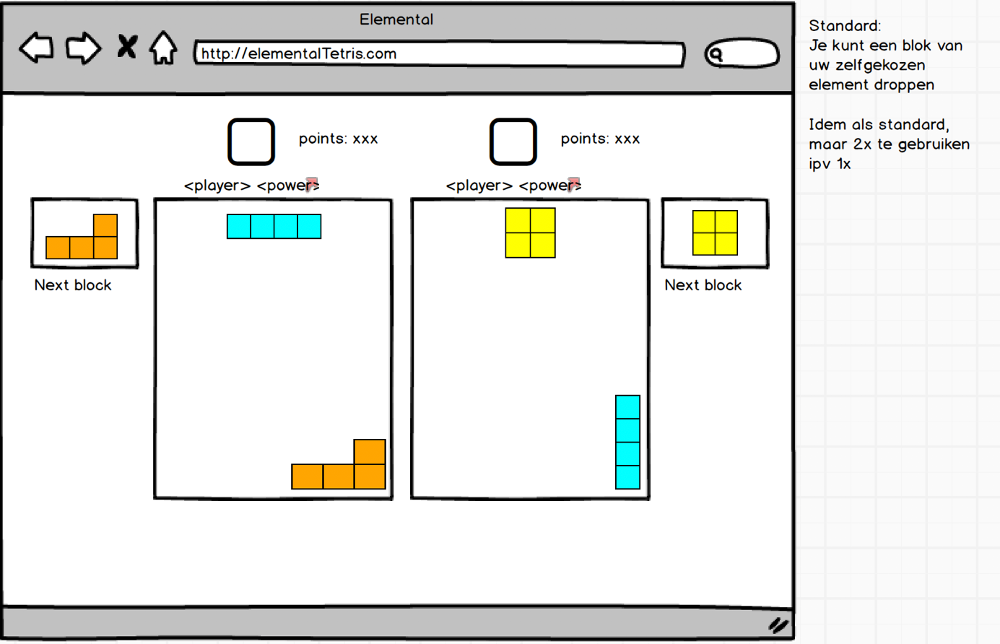 Elemental
http://elementalTetris.com
points: xxx
points: xxx
<player> <power>
<player> <power>
Next block
Next block
Standard:
Je kunt een blok van
uw zelfgekozen
element droppen
Idem als standard,
maar 2x te gebruiken
ipv 1x